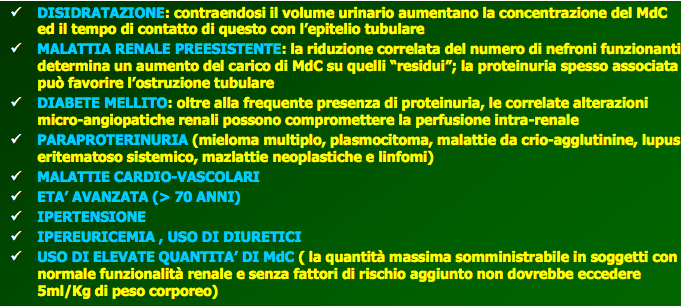 ✓ DISIDRATAZIONE: contraendosi il volume urinario aumentano la concentrazione del MdC
ed il tempo di contatto di questo con l'epitelio tubulare
✓ MALATTIA RENALE PREESISTENTE: la riduzione correlata del numero di nefroni funzionanti
determina un aumento del carico di MdC su quelli “residui”; la proteinuria spesso associata
può favorire l'ostruzione tubulare
✓ DIABETE MELLITO: oltre alla frequente presenza di proteinuria, le correlate alterazioni
micro-angiopatiche renali possono compromettere la perfusione intra-renale
✓ PARAPROTERINURIA (mieloma multiplo, plasmocitoma, malattie da crio-agglutinine, lupus
eritematoso sistemico, mazlattie neoplastiche e linfomi)
✓ MALATTIE CARDIO-VASCOLARI
✓ ETA’ AVANZATA (> 70 ANNI)
✓ IPERTENSIONE
✓ IPEREURICEMIA , USO DI DIURETICI
✓ USO DI ELEVATE QUANTITA’ DI MdC ( la quantità massima somministrabile in soggetti con
normale funzionalità renale e senza fattori di rischio aggiunto non dovrebbe eccedere
5ml/Kg di peso corporeo)